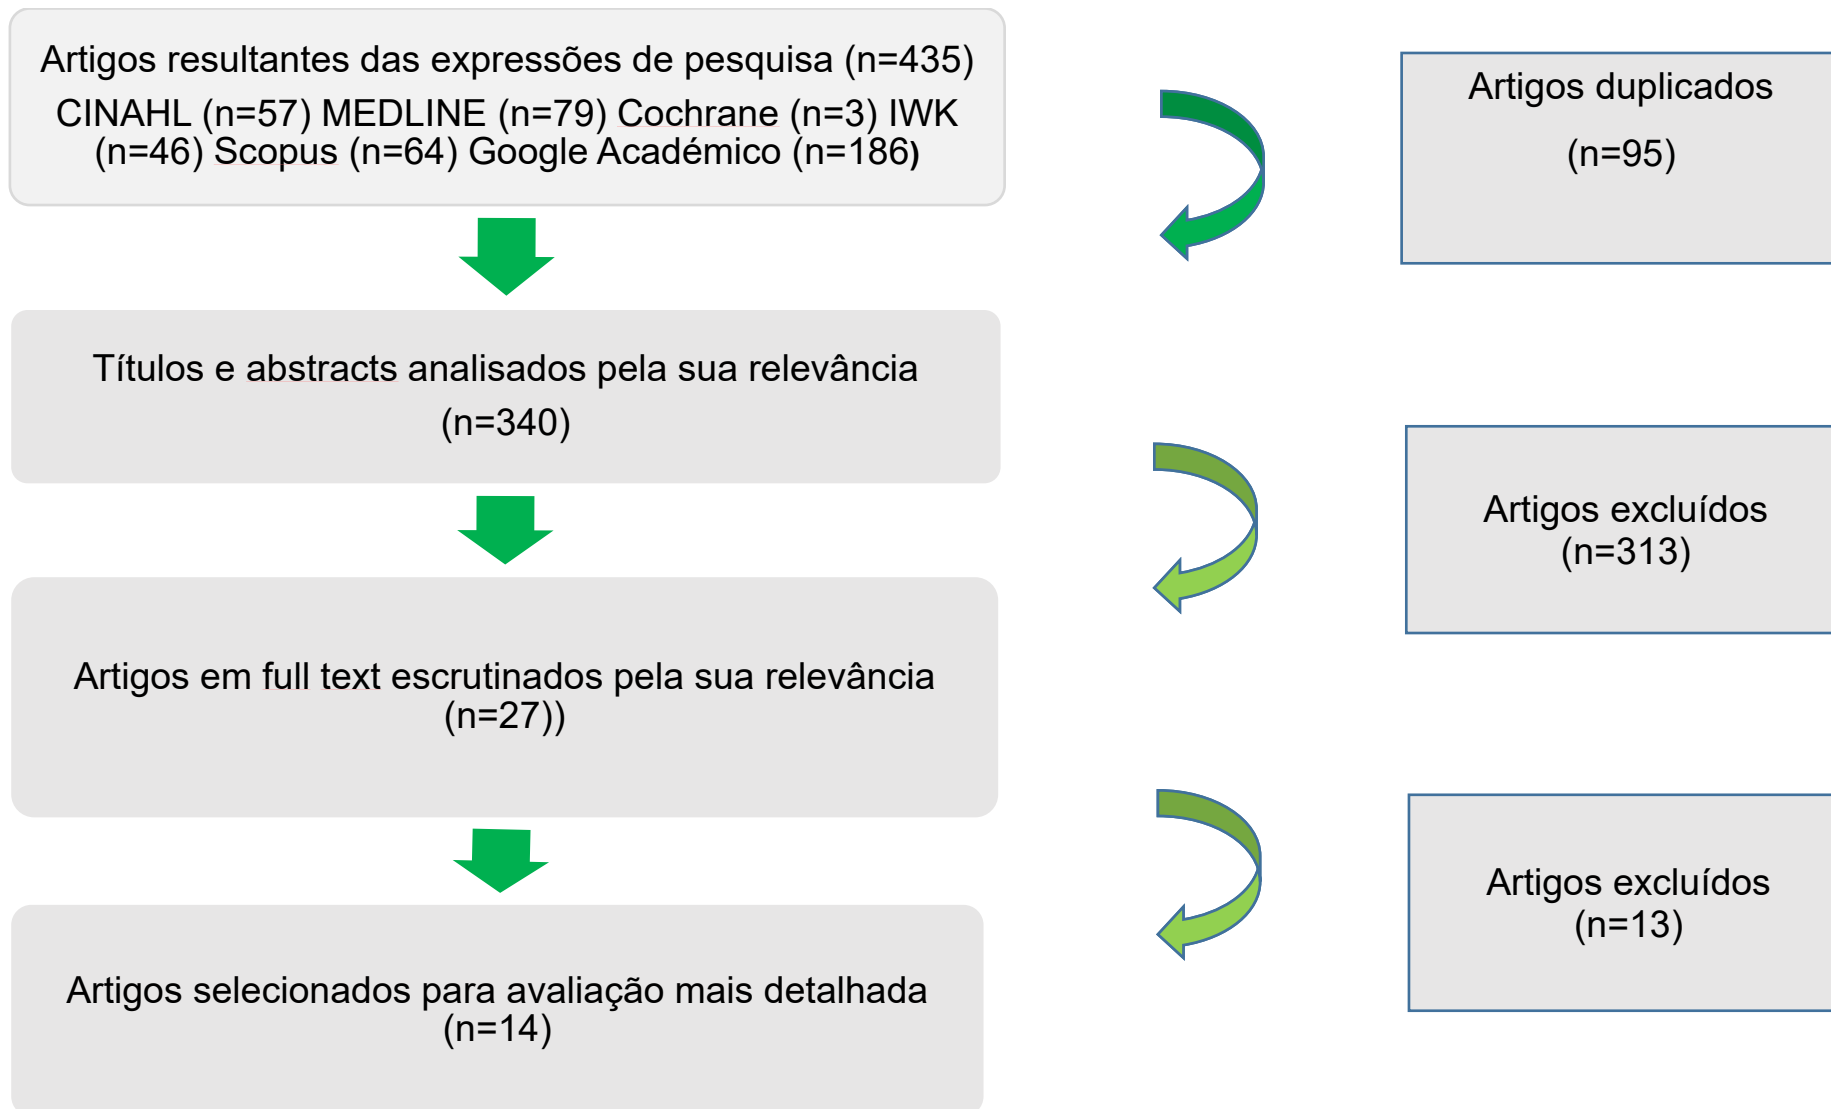 Artigos resultantes das expressões de pesquisa (n=435)
CINAHL (n=57) MEDLINE (n=79) Cochrane (n=3) IWK
(n=46) Scopus (n=64) Google Académico (n=186)
Artigos duplicados
(n=95)
Títulos e abstracts analisados pela sua relevância
(n=340)
Artigos excluídos
(n=313)
Artigos em full text escrutinados pela sua relevância
(n=27))
Artigos excluídos
(n=13)
Artigos selecionados para avaliação mais detalhada
(n=14)